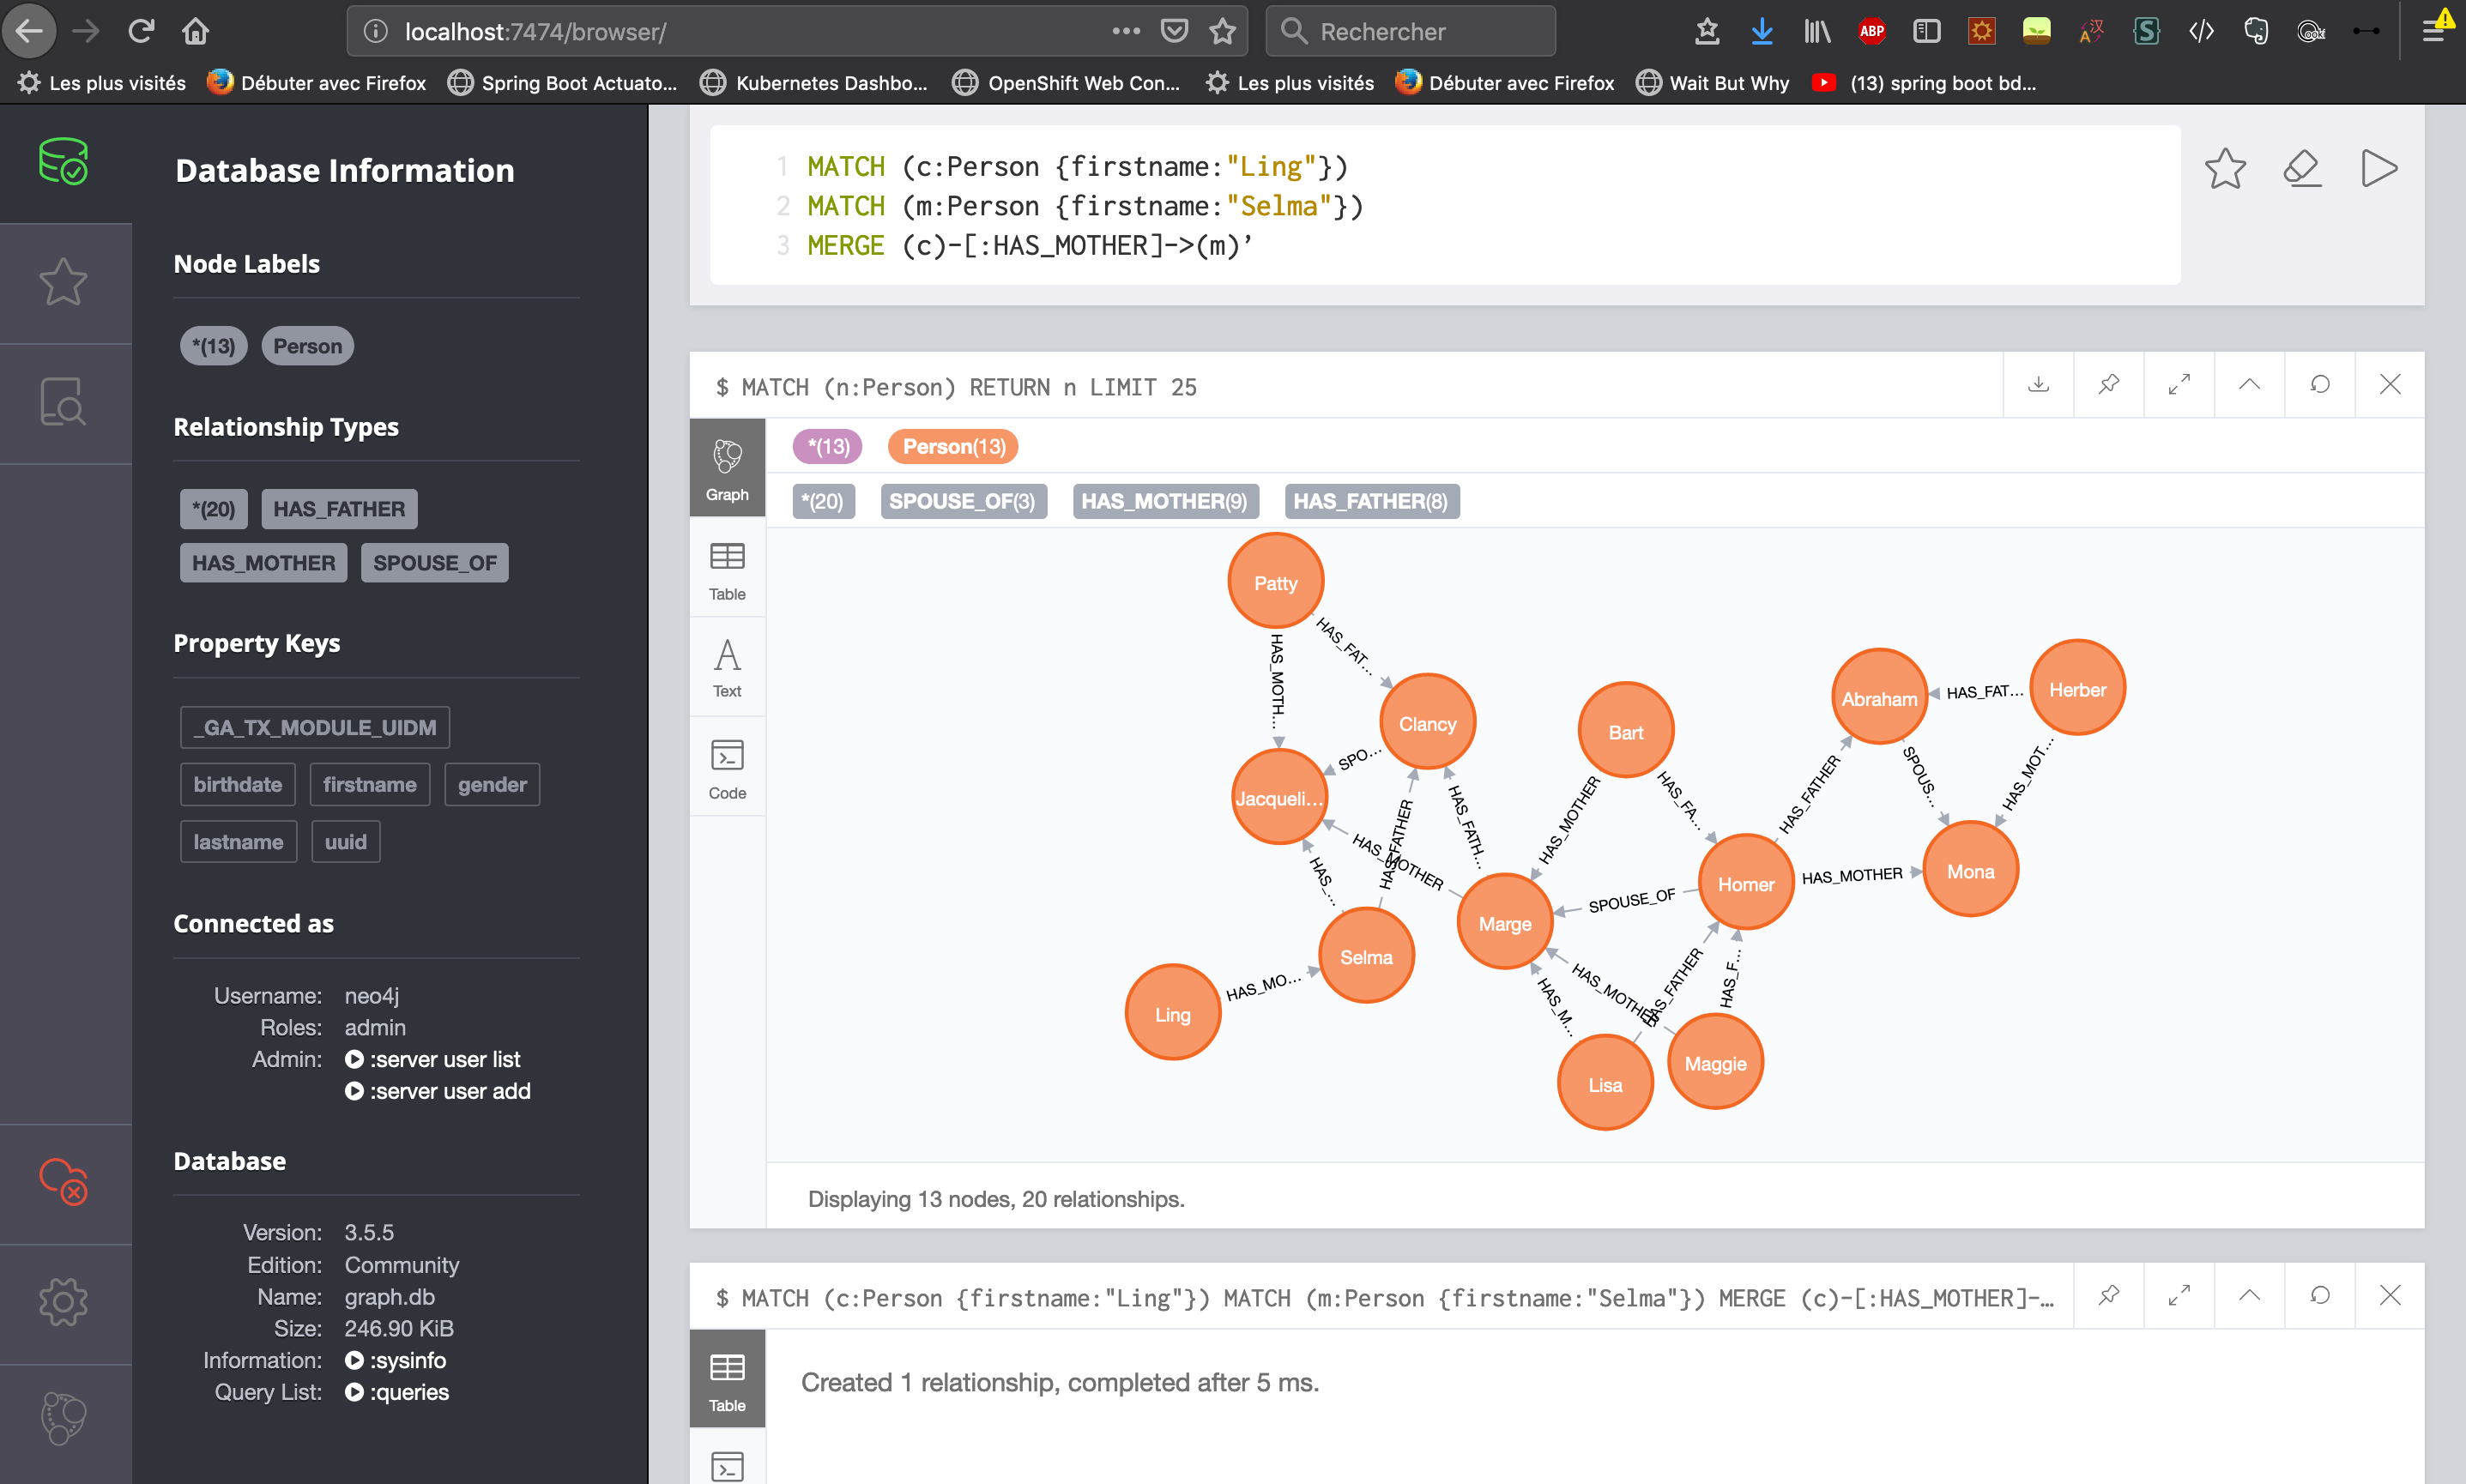 localhost:7474/browser/
Rechercher
ABP
Les plus visités Débuter avec Firefox Spring Boot Actuato... Kubernetes Dashbo... OpenShift Web Con... Les plus visités Débuter avec Firefox Wait But Why (13) spring boot bd...
Database Information
Node Labels
*(13) Person
Relationship Types
*(20) HAS_FATHER
HAS_MOTHER SPOUSE_OF
Property Keys
_GA_TX_MODULE_UIDM
birthdate firstname gender
lastname uuid
Connected as
Username: neo4j
Roles: admin
Admin: :server user list
:server user add
Database
Version: 3.5.5
Edition: Community
Name: graph.db
Size: 246.90 KiB
Information: :sysinfo
Query List: :queries
1 MATCH (c:Person {firstname:"Ling"})
2 MATCH (m:Person {firstname:"Selma"})
3 MERGE (c)-[:HAS_MOTHER]->(m)’
$ MATCH (n:Person) RETURN n LIMIT 25
Graph
Table
Text
Code
*(13) Person(13)
*(20) SPOUSE_OF(3) HAS_MOTHER(9) HAS_FATHER(8)
Patty
HAS_FAT...
HAS_MOTH...
Clancy
SPO...
Jacqueli...
HAS_FATHER
HAS_FATH...
HAS_MOTHER
HAS_...
Selma
Ling
HAS_MO...
Bart
HAS_MOTHER
HAS_FA...
Marge
SPOUSE_OF
Homer
HAS_FATHER
Abraham
HAS_FAT...
Herber
SPOUS...
HAS_MOT...
HAS_MOTHER
Mona
HAS_M...
HAS_MOTHER
HAS_FATHER
HAS_F...
Lisa
Maggie
Displaying 13 nodes, 20 relationships.
$ MATCH (c:Person {firstname:"Ling"}) MATCH (m:Person {firstname:"Selma"}) MERGE (c)-[:HAS_MOTHER]-…
Table
Created 1 relationship, completed after 5 ms.